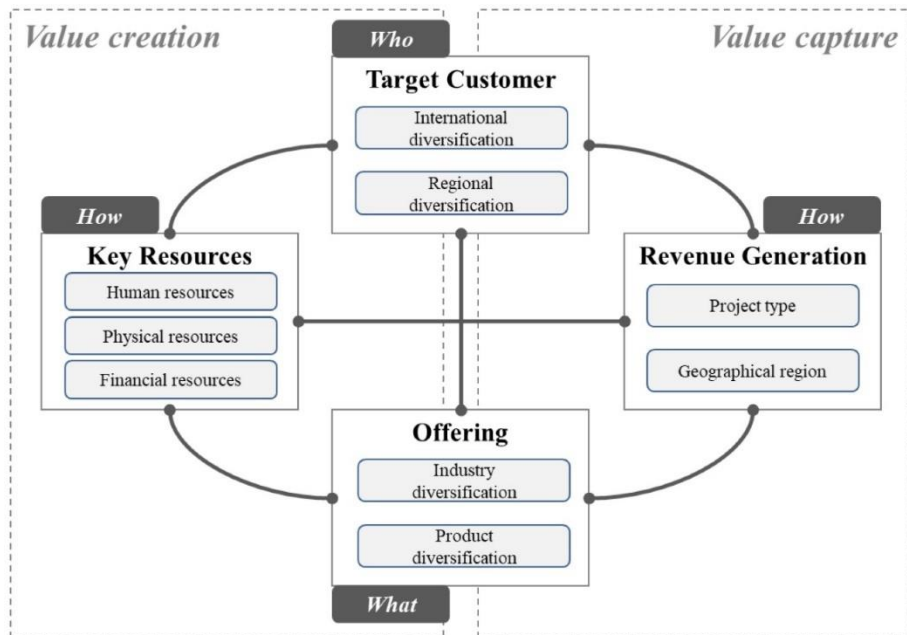 Value creation
Value capture
Who
Target Customer
International
diversification
Regional
diversification
How
Key Resources
Human resources
Physical resources
Financial resources
How
Revenue Generation
Project type
Geographical region
Offering
Industry
diversification
Product
diversification
What